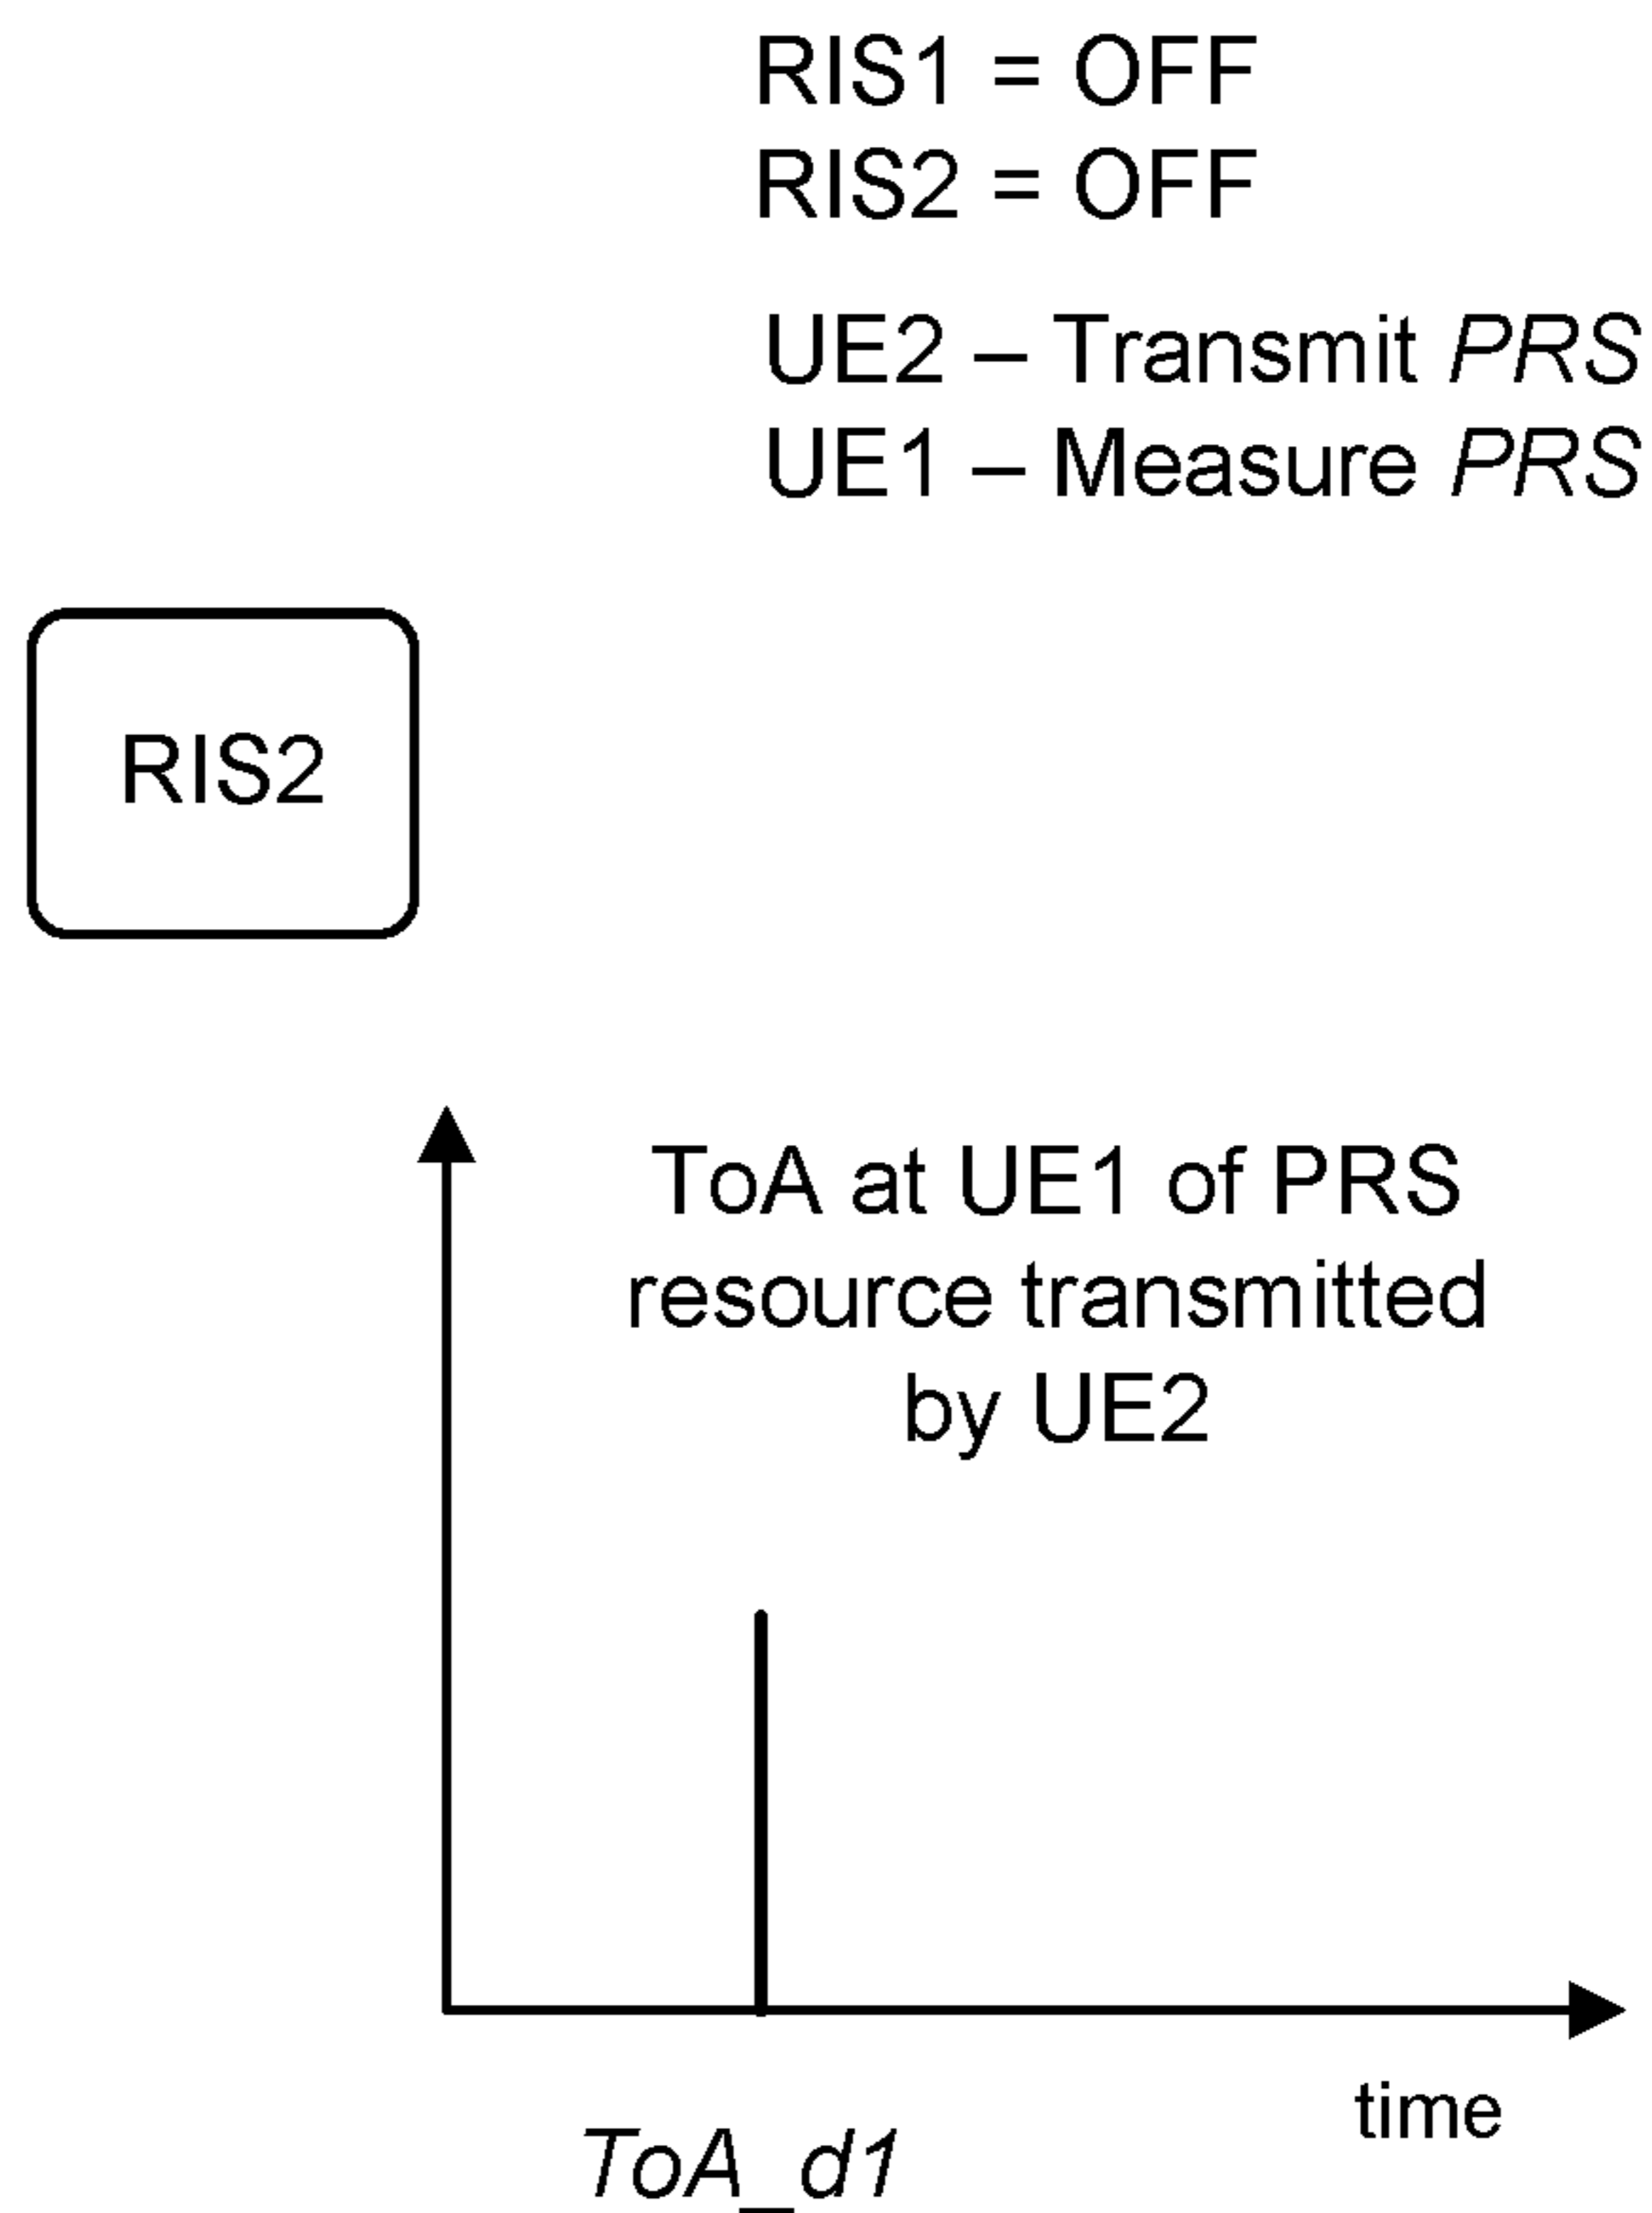 RIS1 = OFF
RIS2 = OFF
UE2 – Transmit PRS
UE1 – Measure PRS
RIS2
ToA at UE1 of PRS
resource transmitted
by UE2
time
ToA_d1